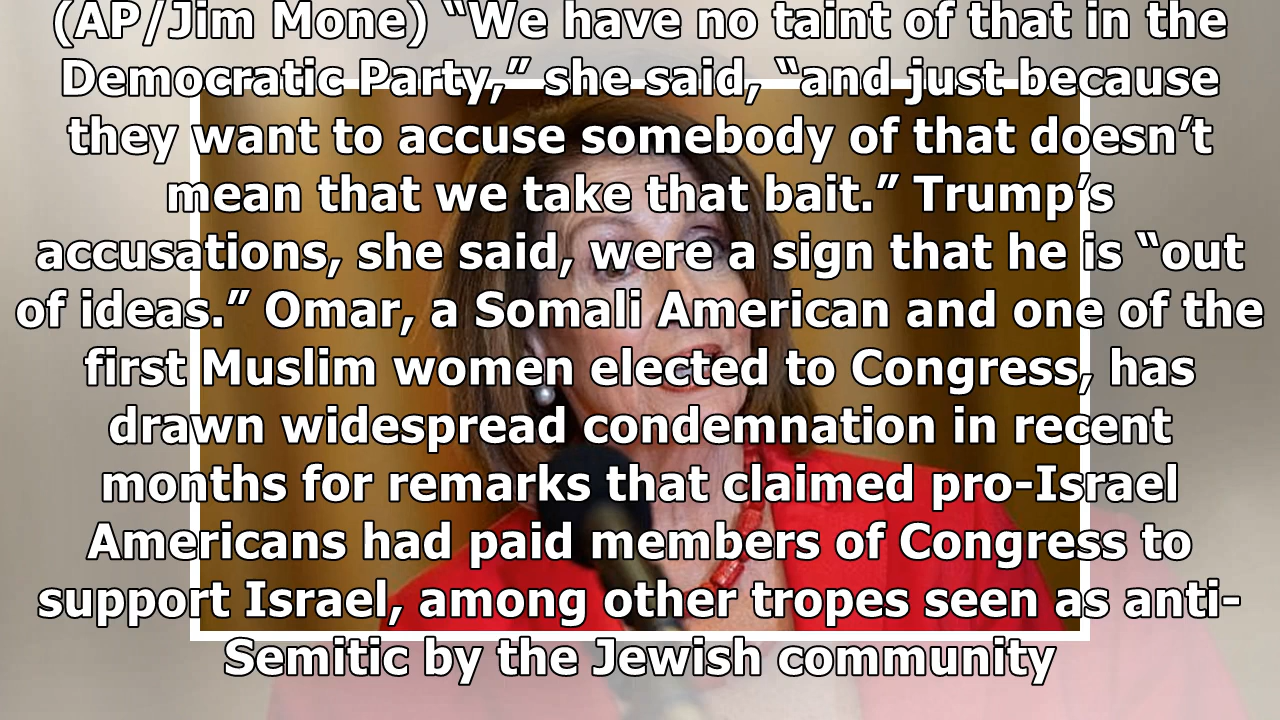 (AP/Jim Mone) “We have no taint of that in the
Democratic Party,” she said, “and just because
they want to accuse somebody of that doesn’t
mean that we take that bait.” Trump’s
accusations, she said, were a sign that he is “out
of ideas.” Omar, a Somali American and one of the
first Muslim women elected to Congress, has
drawn widespread condemnation in recent
months for remarks that claimed pro-Israel
Americans had paid members of Congress to
support Israel, among other tropes seen as anti-
Semitic by the Jewish community